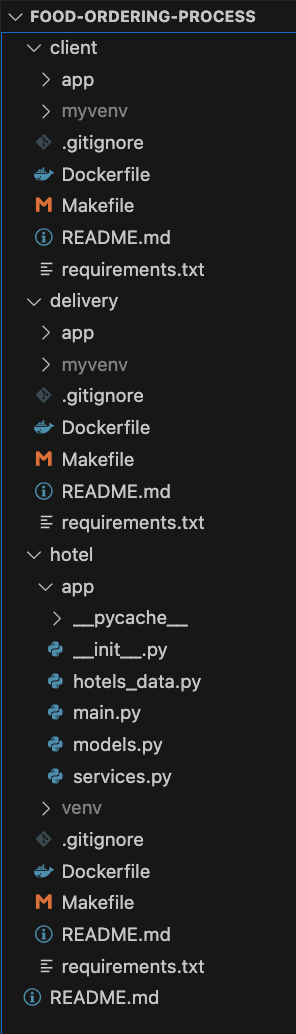 FOOD-ORDERING-PROCESS
client
app
myvenv
.gitignore
Dockerfile
Makefile
README.md
requirements.txt
delivery
app
myvenv
.gitignore
Dockerfile
Makefile
README.md
requirements.txt
hotel
app
__pycache__
__init__.py
hotels_data.py
main.py
models.py
services.py
venv
.gitignore
Dockerfile
Makefile
README.md
requirements.txt
README.md